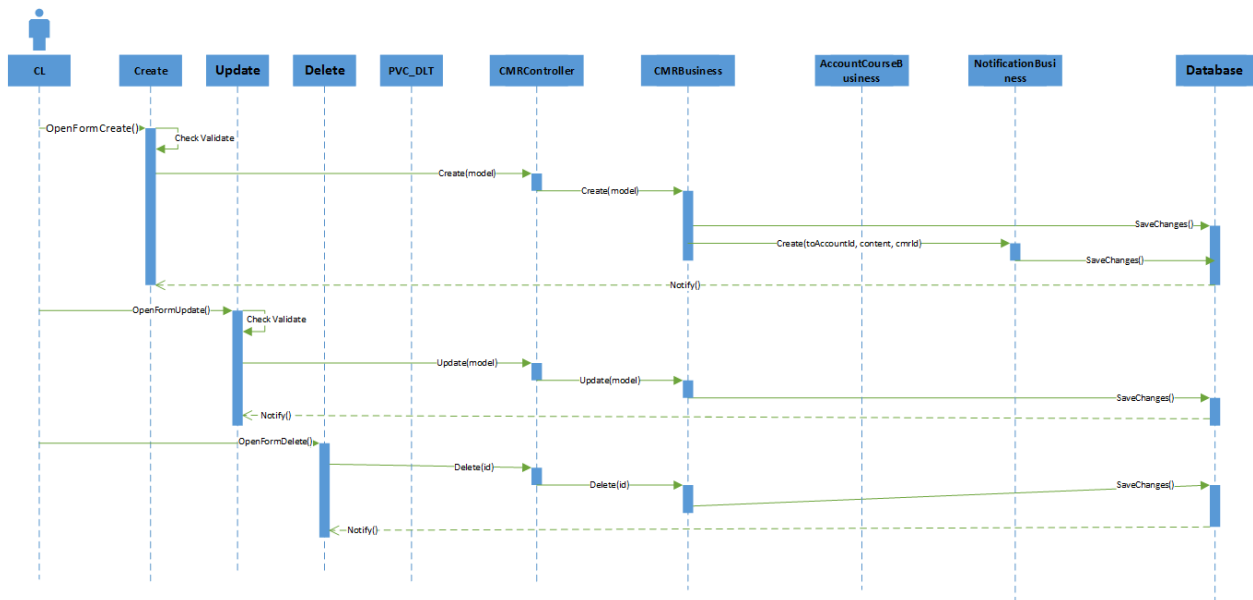 CL
Create
Update
Delete
PVC_DLT
CMRController
CMRBusiness
AccountCourseB
usiness
NotificationBusi
ness
Database
OpenFormCreate()
Check Validate
Create(model)
Create(model)
SaveChanges()
Create(toAccountId, content, cmrId)
SaveChanges()
Notify()
OpenFormUpdate()
Check Validate
Update(model)
Update(model)
SaveChanges()
Notify()
OpenFormDelete()
Delete(id)
Delete(id)
SaveChanges()
Notify()